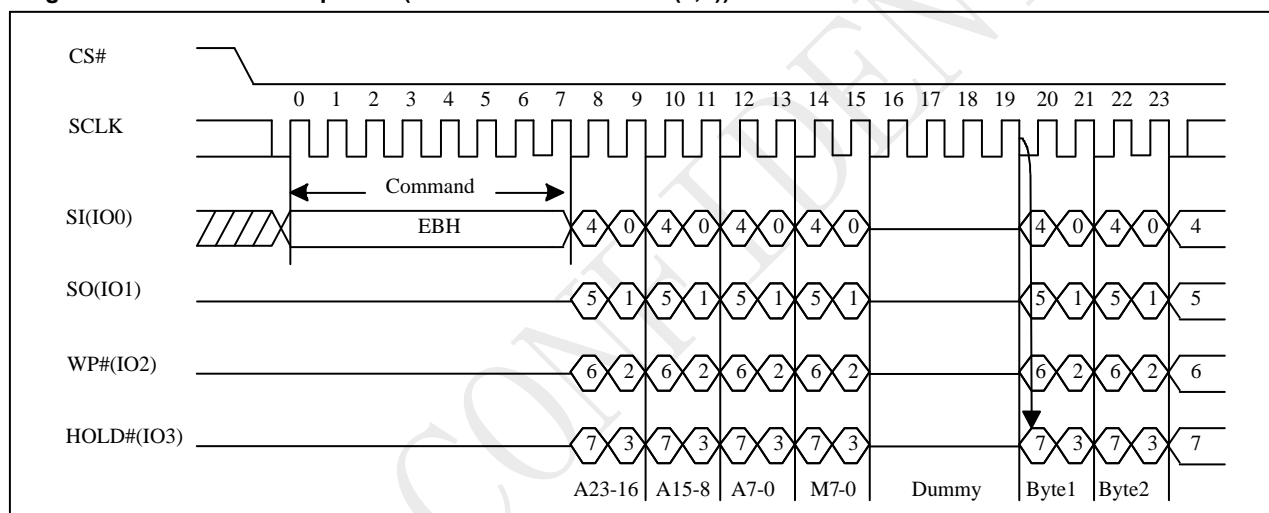 CS#
0 1 2 3 4 5 6 7 8 9 10 11 12 13 14 15 16 17 18 19 20 21 22 23
SCLK
Command
SI(IO0) EBH 4 0 4 0 4 0 4 0 4 0 4 0 4
SO(IO1) 5 1 5 1 5 1 5 1 5 1 5 1 5
WP#(IO2) 6 2 6 2 6 2 6 2 6 2 6 2 6
HOLD#(IO3) 7 3 7 3 7 3 7 3 7 3 7 3 7
A23-16 A15-8 A7-0 M7-0 Dummy Byte1 Byte2